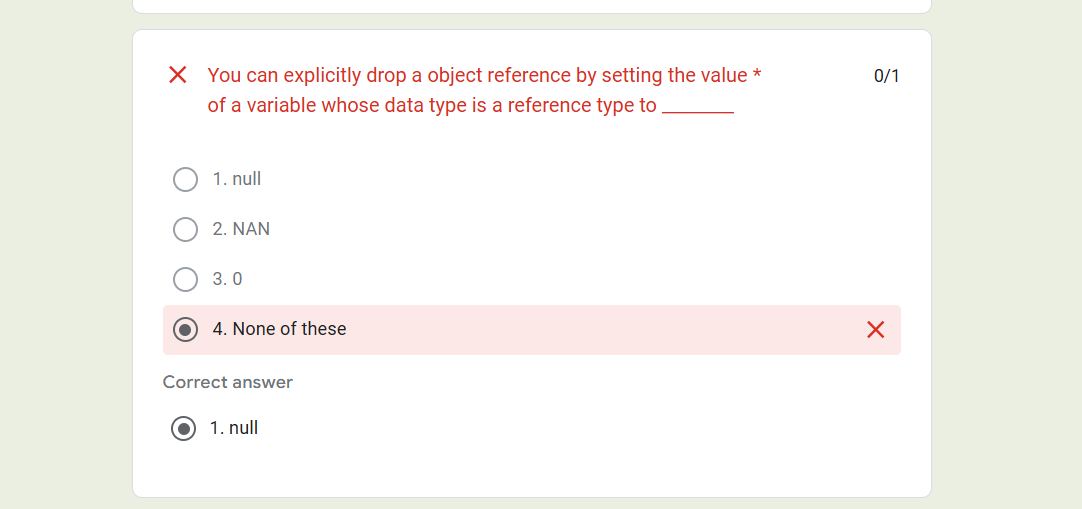 You can explicitly drop a object reference by setting the value *
of a variable whose data type is a reference type to ________
0/1
1. null
2. NAN
3. 0
4. None of these
Correct answer
1. null